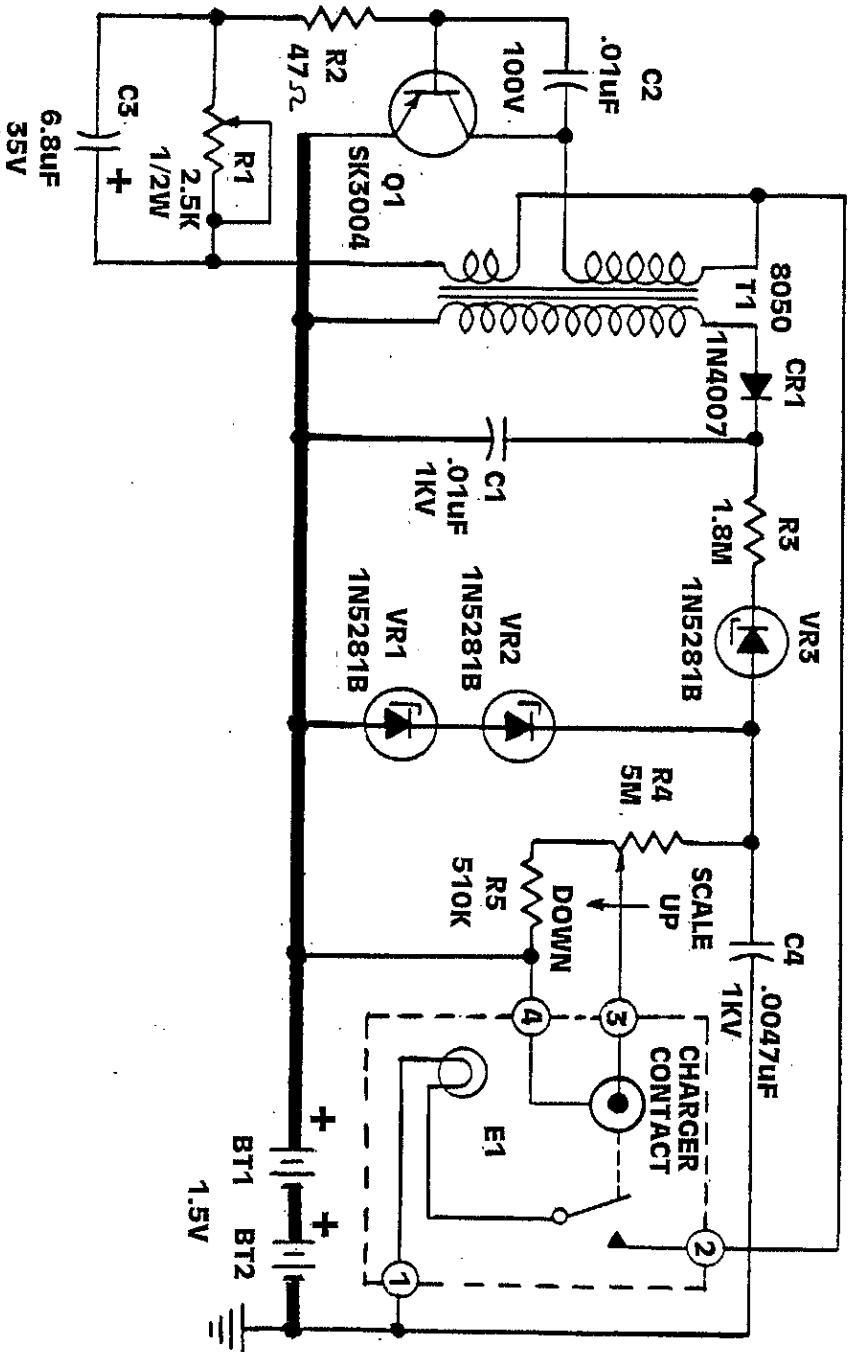 8050
T1
CR1
1N4007
R3
1.8M
VR3
1N5281B
C4
.0047uF
1KV
C2
.01uF
100V
SCALE
UP
DOWN
R4
5M
CHARGER
CONTACT
2
3
4
VR2
1N5281B
C1
.01uF
1KV
R5
510K
E1
R2
47Ω
Q1
SK3004
VR1
1N5281B
1
+
+
BT1
BT2
1.5V
R1
2.5K
1/2W
C3
+
6.8uF
35V